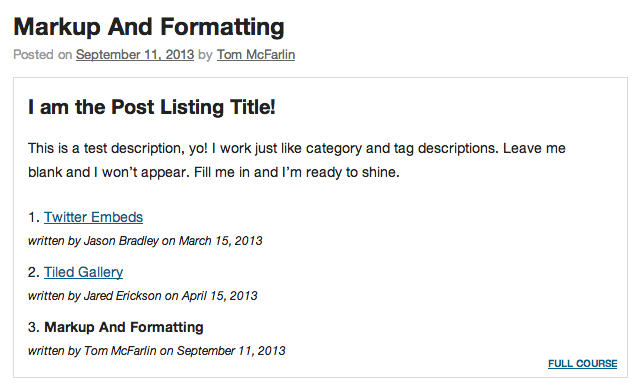 Markup And Formatting
Posted on September 11, 2013 by Tom McFarlin
I am the Post Listing Title!
This is a test description, yo! I work just like category and tag descriptions. Leave me
blank and I won't appear. Fill me in and I'm ready to shine.
1. Twitter Embeds
written by Jason Bradley on March 15, 2013
2. Tiled Gallery
written by Jared Erickson on April 15, 2013
3. Markup And Formatting
written by Tom McFarlin on September 11, 2013
FULL COURSE